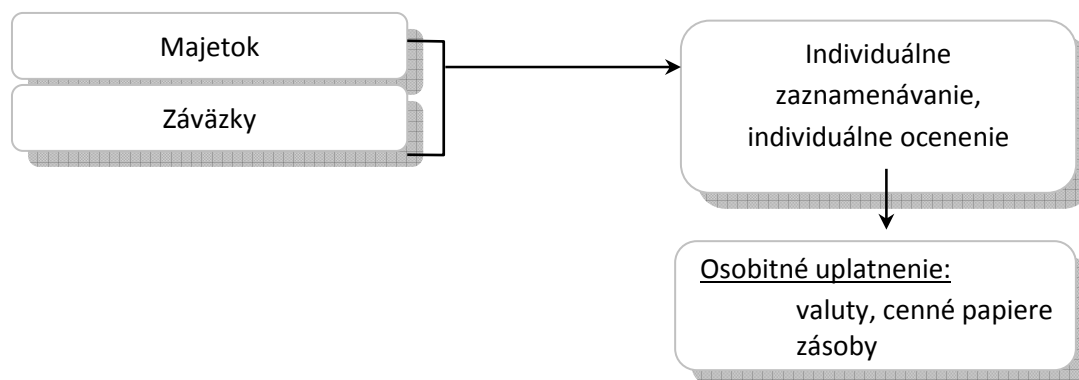 Majetok
Záväzky
Individuálne
zaznamenávanie,
individuálne ocenenie
Osobitné uplatnenie:
valuty, cenné papiere
zásoby